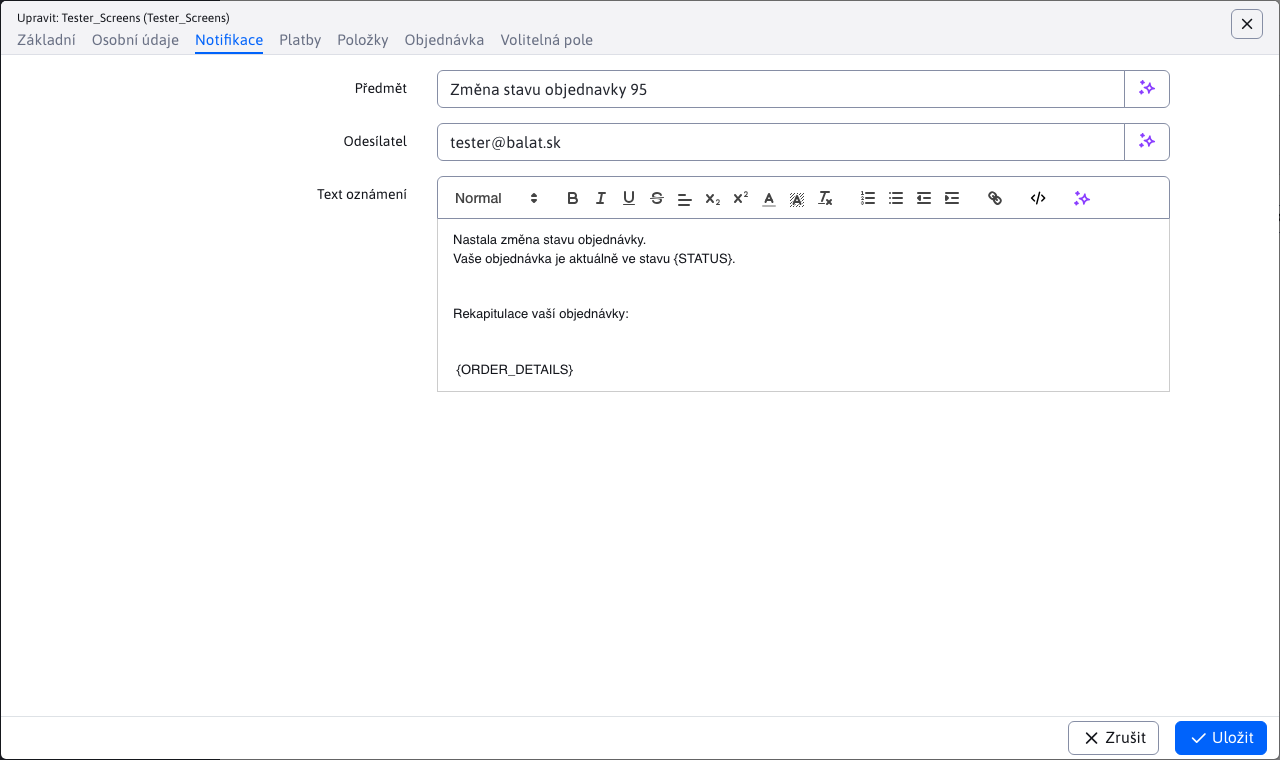 Upravit: Tester_Screens (Tester_Screens)
Základní Osobní údaje Notifikace Platby Položky Objednávka Volitelná pole
Předmět Změna stavu objednavky 95
Odesílatel tester@balat.sk
Text oznámení Normal
Nastala změna stavu objednávky.
Vaše objednávka je aktuálně ve stavu {STATUS}.
Rekapitulace vaší objednávky:
{ORDER_DETAILS}
Zrušit Uložit